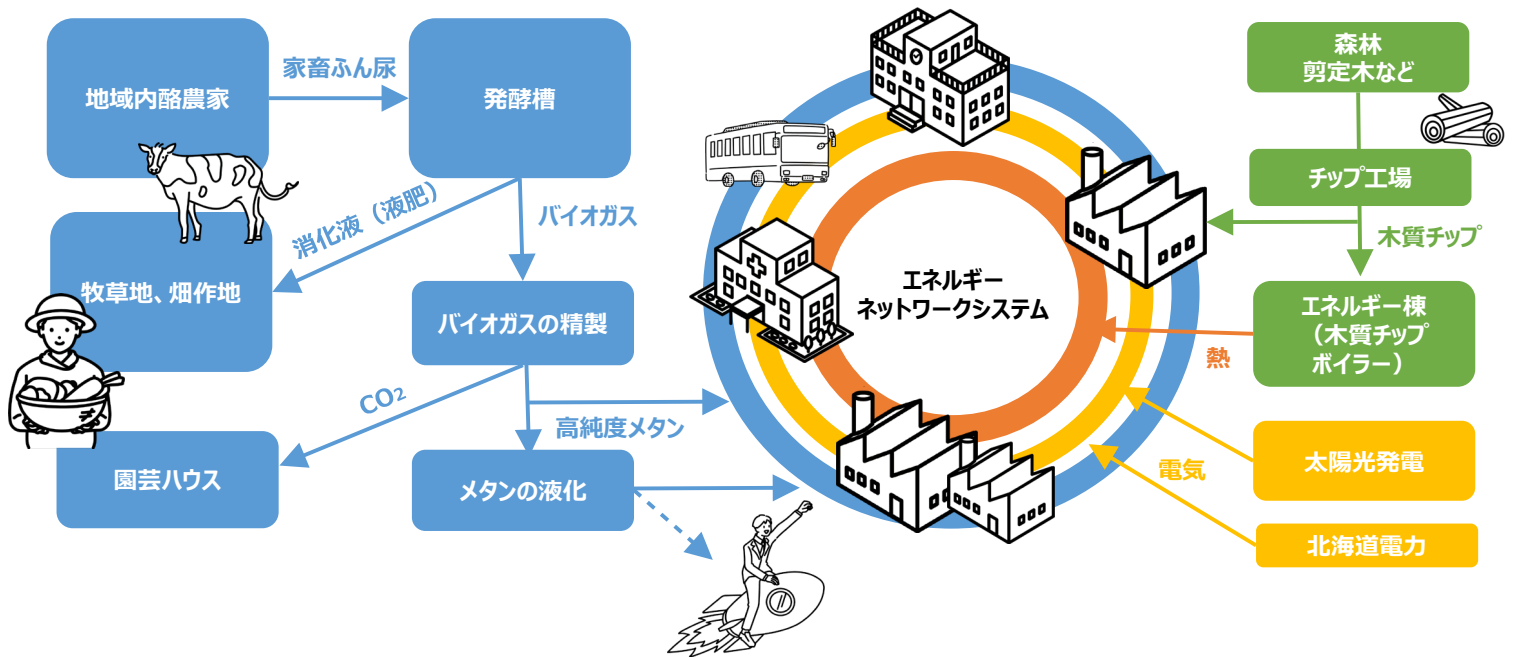 地域内酪農家
家畜ふん尿
発酵槽
消化液（液肥）
バイオガス
牧草地、畑作地
バイオガスの精製
CO₂
高純度メタン
園芸ハウス
メタンの液化
エネルギー
ネットワークシステム
森林
剪定木など
チップ工場
木質チップ
エネルギー棟
（木質チップ
ボイラー）
熱
太陽光発電
電気
北海道電力